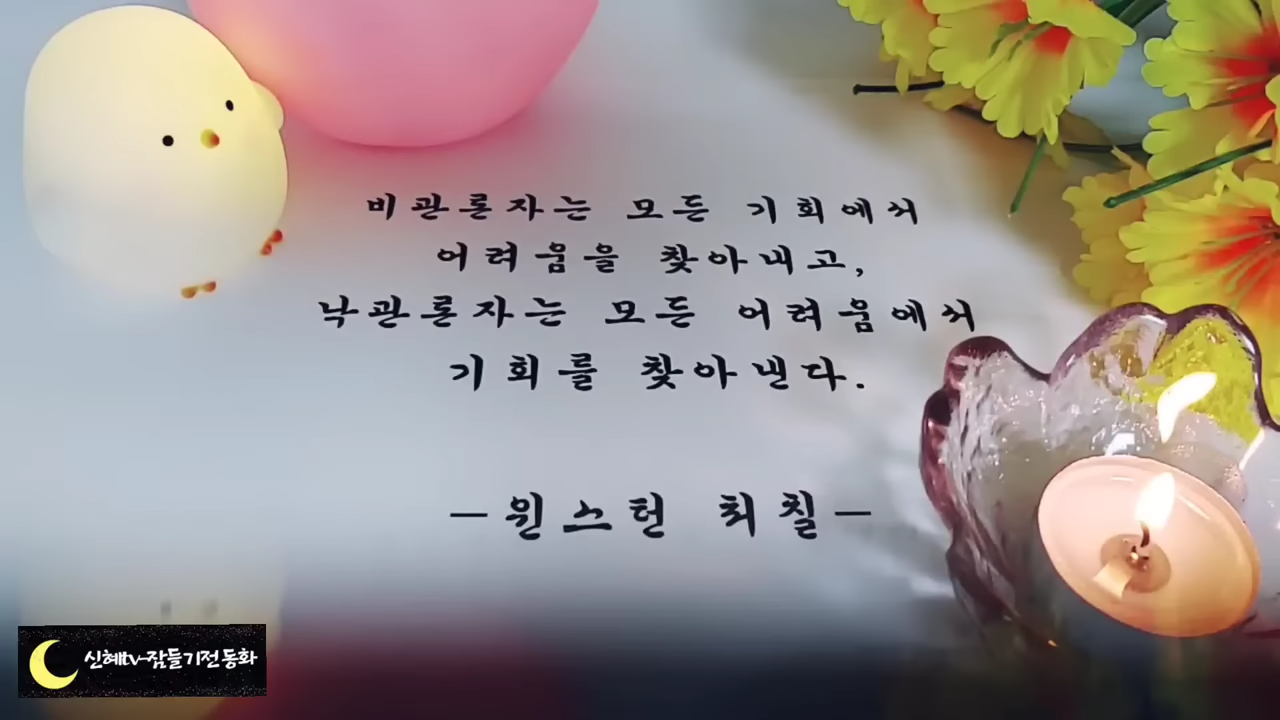 비관론자는 모든 기회에서
어려움을 찾아내고,
낙관론자는 모든 어려움에서
기회를 찾아낸다.
-윈스턴 처칠-
신혜tv-잠들기전동화